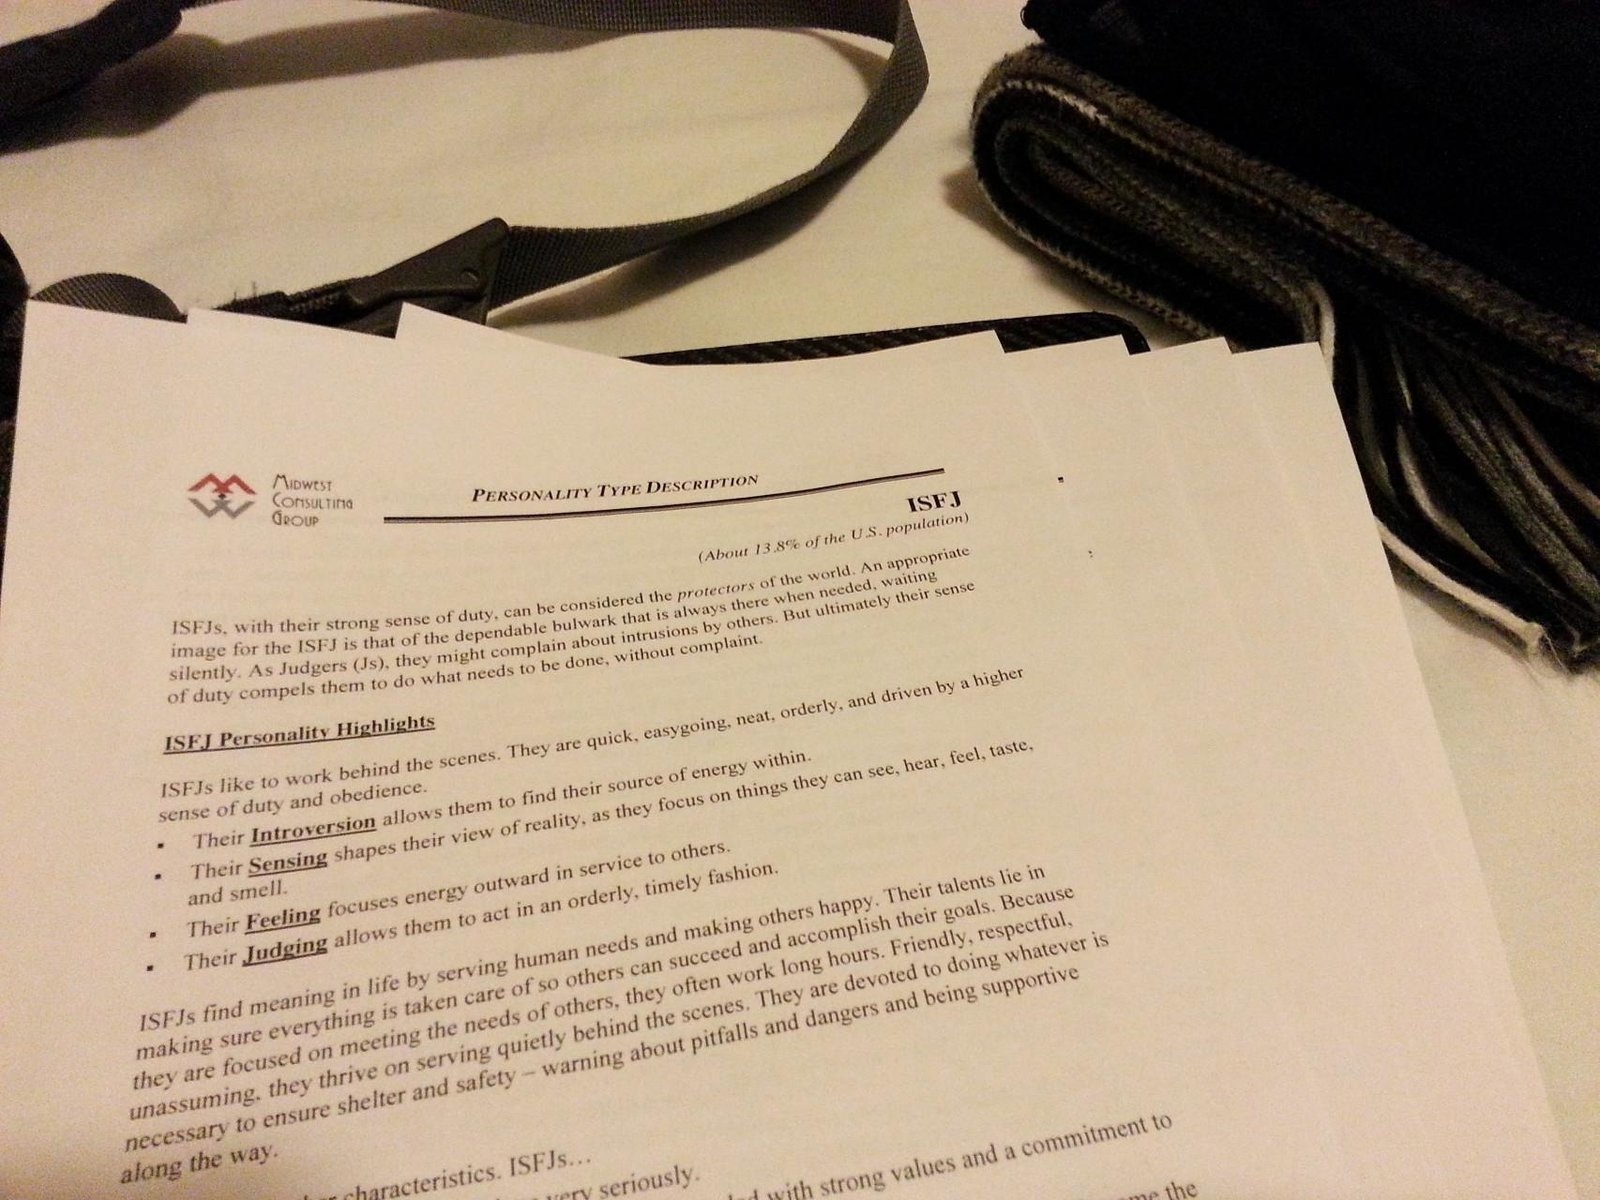 MIDWEST
CONSULTING
GROUP
PERSONALITY TYPE DESCRIPTION
ISFJ
(About 13.8% of the U.S. population)
ISFJs, with their strong sense of duty, can be considered the protectors of the world. An appropriate
image for the ISFJ is that of the dependable bulwark that is always there when needed, waiting
silently. As Judgers (Js), they might complain about intrusions by others. But ultimately their sense
of duty compels them to do what needs to be done, without complaint.
ISFJ Personality Highlights
ISFJs like to work behind the scenes. They are quick, easygoing, neat, orderly, and driven by a higher
sense of duty and obedience.
▪ Their Introversion allows them to find their source of energy within.
▪ Their Sensing shapes their view of reality, as they focus on things they can see, hear, feel, taste,
and smell.
▪ Their Feeling focuses energy outward in service to others.
▪ Their Judging allows them to act in an orderly, timely fashion.
ISFJs find meaning in life by serving human needs and making others happy. Their talents lie in
making sure everything is taken care of so others can succeed and accomplish their goals. Because
they are focused on meeting the needs of others, they often work long hours. Friendly, respectful,
unassuming, they thrive on serving quietly behind the scenes. They are devoted to doing whatever is
necessary to ensure shelter and safety – warning about pitfalls and dangers and being supportive
along the way.
characteristics. ISFJs...
very seriously.
with strong values and a commitment to
the